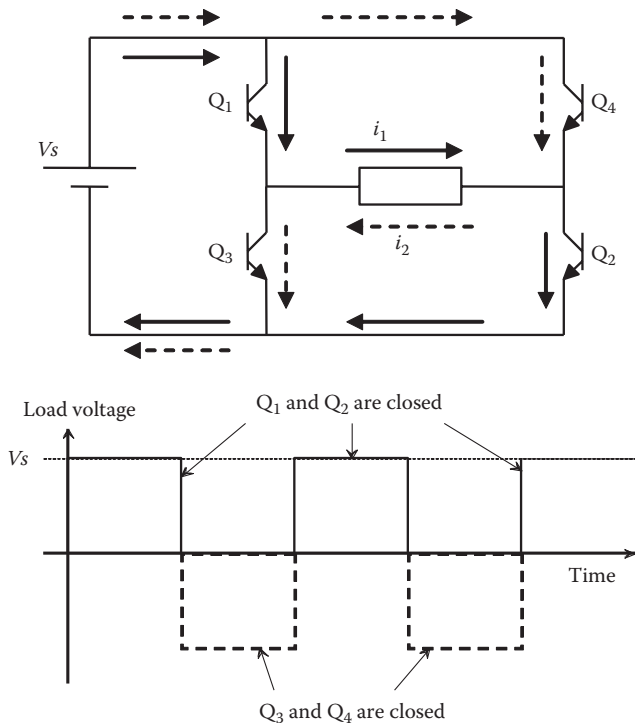 Q1
Q4
Vs
i1
i2
Q3
Q2
Load voltage
Q1 and Q2 are closed
Vs
Time
Q3 and Q4 are closed